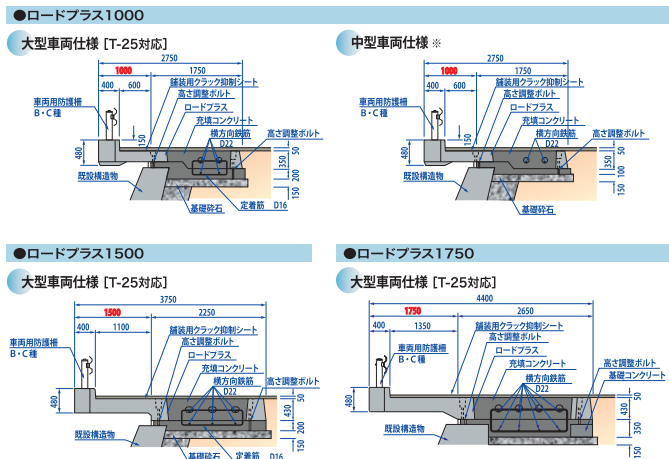 ●ロードプラス1000
大型車両仕様［T-25対応］
2750
1000
1750
400
600
舗装用クラック抑制シート
高さ調整ボルト
ロードプラス
充填コンクリート
横方向鉄筋
D22
高さ調整ボルト
車両用防護柵
B・C種
150
480
50
350
200
150
既設構造物
基礎砕石
定着筋 D16
中型車両仕様※
2750
1000
1750
400
600
舗装用クラック抑制シート
高さ調整ボルト
ロードプラス
充填コンクリート
横方向鉄筋
D22
高さ調整ボルト
車両用防護柵
B・C種
150
480
50
350
100
150
既設構造物
基礎砕石
●ロードプラス1500
大型車両仕様［T-25対応］
3750
1500
2250
400
1100
舗装用クラック抑制シート
高さ調整ボルト
ロードプラス
充填コンクリート
横方向鉄筋
D22
高さ調整ボルト
車両用防護柵
B・C種
480
50
430
200
150
既設構造物
基礎砕石
定着筋 D16
●ロードプラス1750
大型車両仕様［T-25対応］
4400
1750
2650
400
1350
舗装用クラック抑制シート
高さ調整ボルト
ロードプラス
充填コンクリート
横方向鉄筋
D22
高さ調整ボルト
基礎コンクリート
車両用防護柵
B・C種
480
50
430
350
150
既設構造物